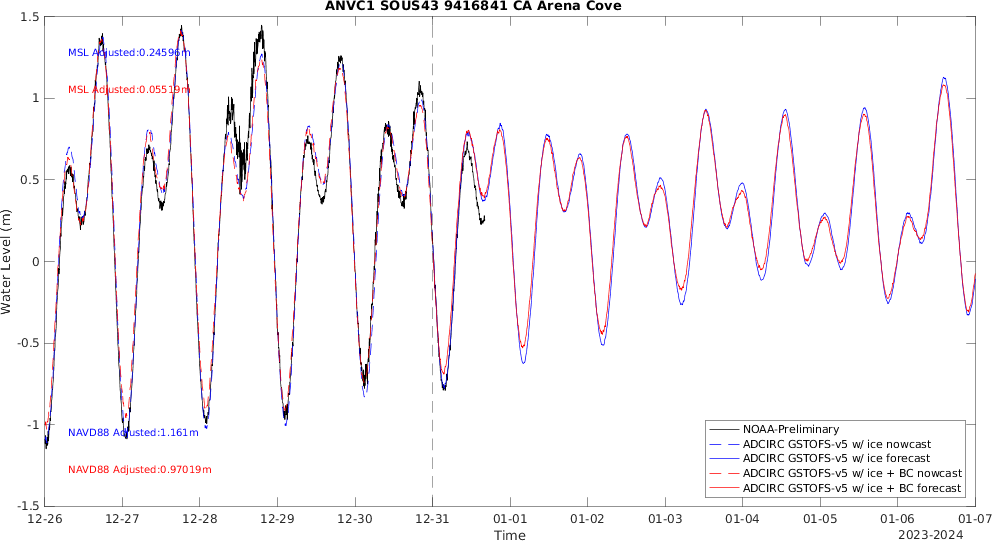 ANVC1 SOUS43 9416841 CA Arena Cove
Water Level (m)
1.5
1
0.5
0
-0.5
-1
-1.5
MSL Adjusted:0.24596m
MSL Adjusted:0.05519m
NAVD88 Adjusted:1.161m
NAVD88 Adjusted:0.97019m
NOAA-Preliminary
ADCIRC GSTOFS-v5 w/ ice nowcast
ADCIRC GSTOFS-v5 w/ ice forecast
ADCIRC GSTOFS-v5 w/ ice + BC nowcast
ADCIRC GSTOFS-v5 w/ ice + BC forecast
12-26 12-27 12-28 12-29 12-30 12-31 01-01 01-02 01-03 01-04 01-05 01-06 01-07
Time
2023-2024